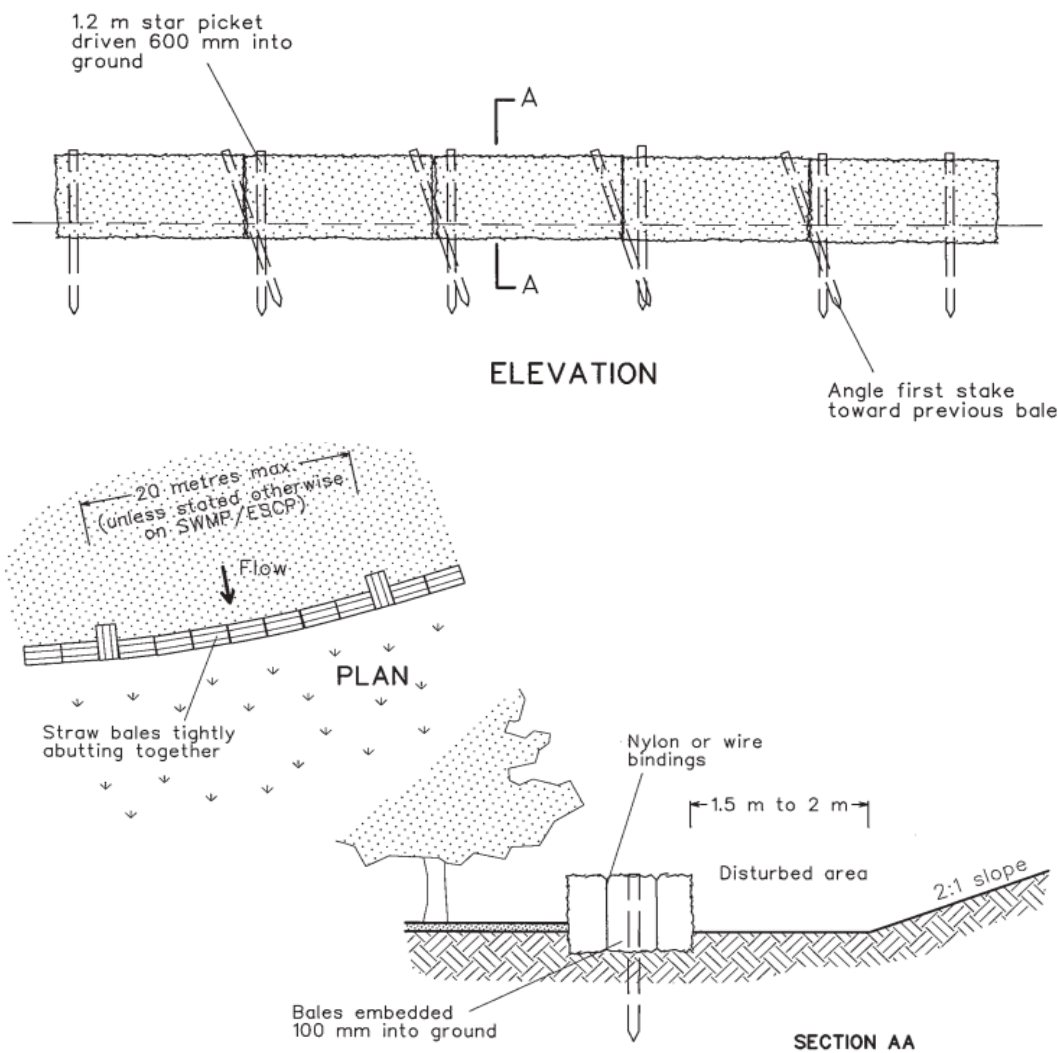 1.2 m star picket
driven 600 mm into
ground
A
A
ELEVATION
Angle first stake
toward previous bale
20 metres max.
(unless stated otherwise
on SWMP/ESCP)
Flow
PLAN
Straw bales tightly
abutting together
Nylon or wire
bindings
1.5 m to 2 m
Disturbed area
2:1 slope
Bales embedded
100 mm into ground
SECTION AA